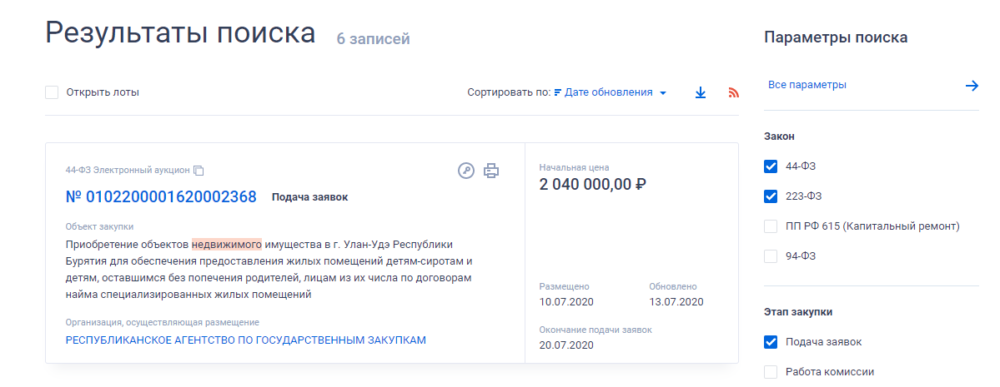 Результаты поиска 6 записей
Параметры поиска
Открыть лоты
Сортировать по: Дате обновления
Все параметры
44-ФЗ Электронный аукцион
№ 0102200001620002368 Подача заявок
Объект закупки
Приобретение объектов недвижимого имущества в г. Улан-Удэ Республики
Бурятия для обеспечения предоставления жилых помещений детям-сиротам и
детям, оставшимся без попечения родителей, лицам из их числа по договорам
найма специализированных жилых помещений
Организация, осуществляющая размещение
РЕСПУБЛИКАНСКОЕ АГЕНТСТВО ПО ГОСУДАРСТВЕННЫМ ЗАКУПКАМ
Начальная цена
2 040 000,00 ₽
Размещено
10.07.2020
Обновлено
13.07.2020
Окончание подачи заявок
20.07.2020
Закон
44-ФЗ
223-ФЗ
ПП РФ 615 (Капитальный ремонт)
94-ФЗ
Этап закупки
Подача заявок
Работа комиссии